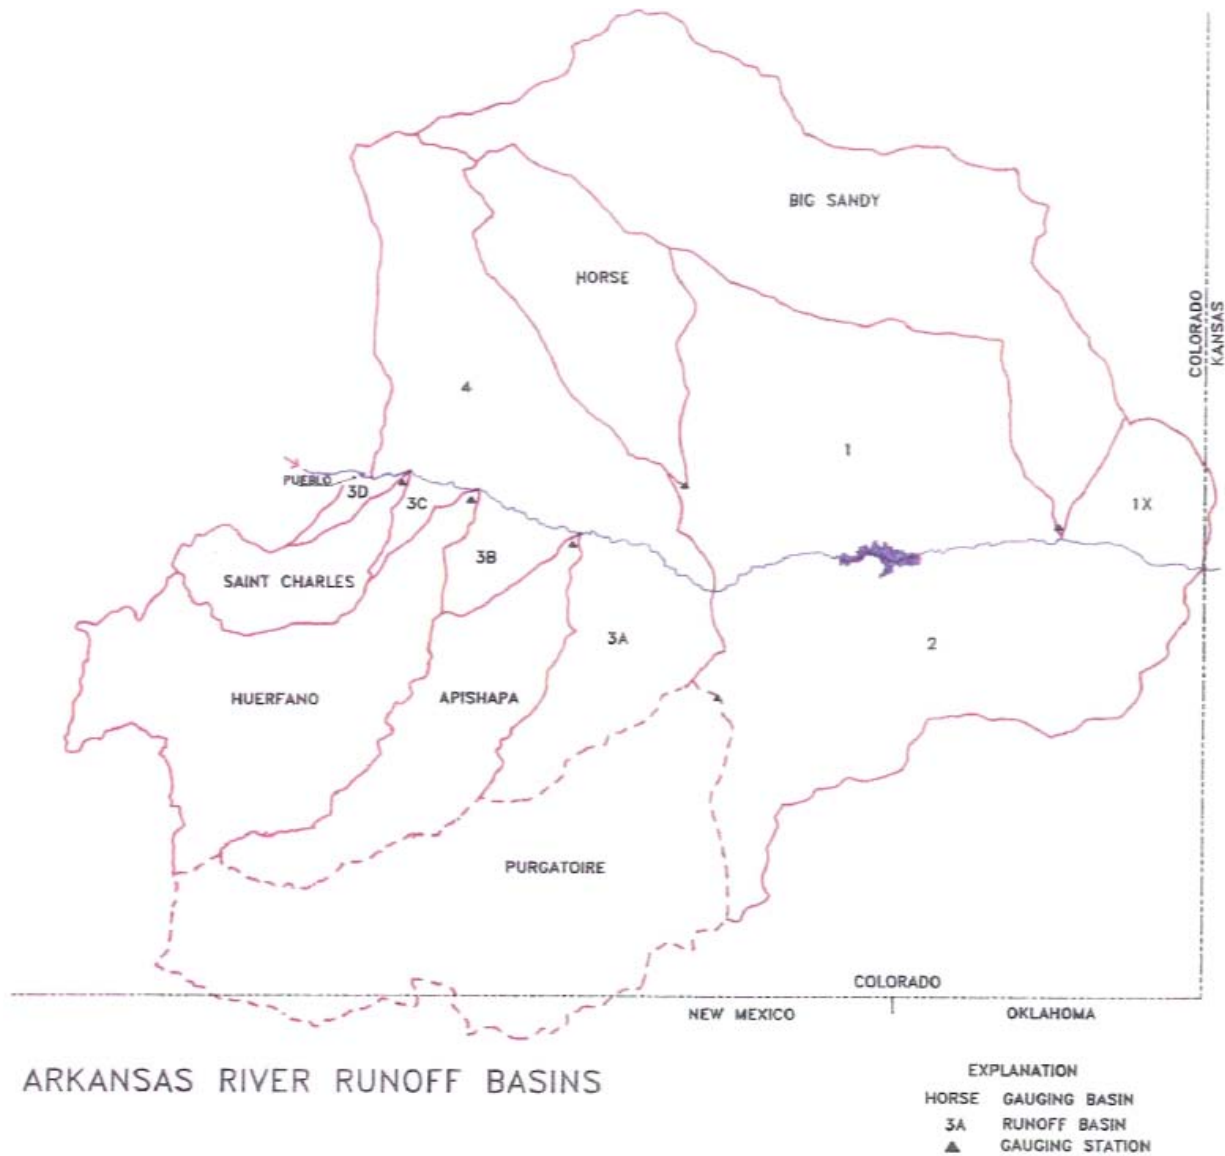 BIG SANDY
HORSE
COLORADO
KANSAS
4
1
PUEBLO
3D
3C
1X
3B
SAINT CHARLES
3A
2
HUERFANO
APISHAPA
PURGATOIRE
COLORADO
NEW MEXICO
OKLAHOMA
ARKANSAS RIVER RUNOFF BASINS
EXPLANATION
HORSE GAUGING BASIN
3A RUNOFF BASIN
GAUGING STATION